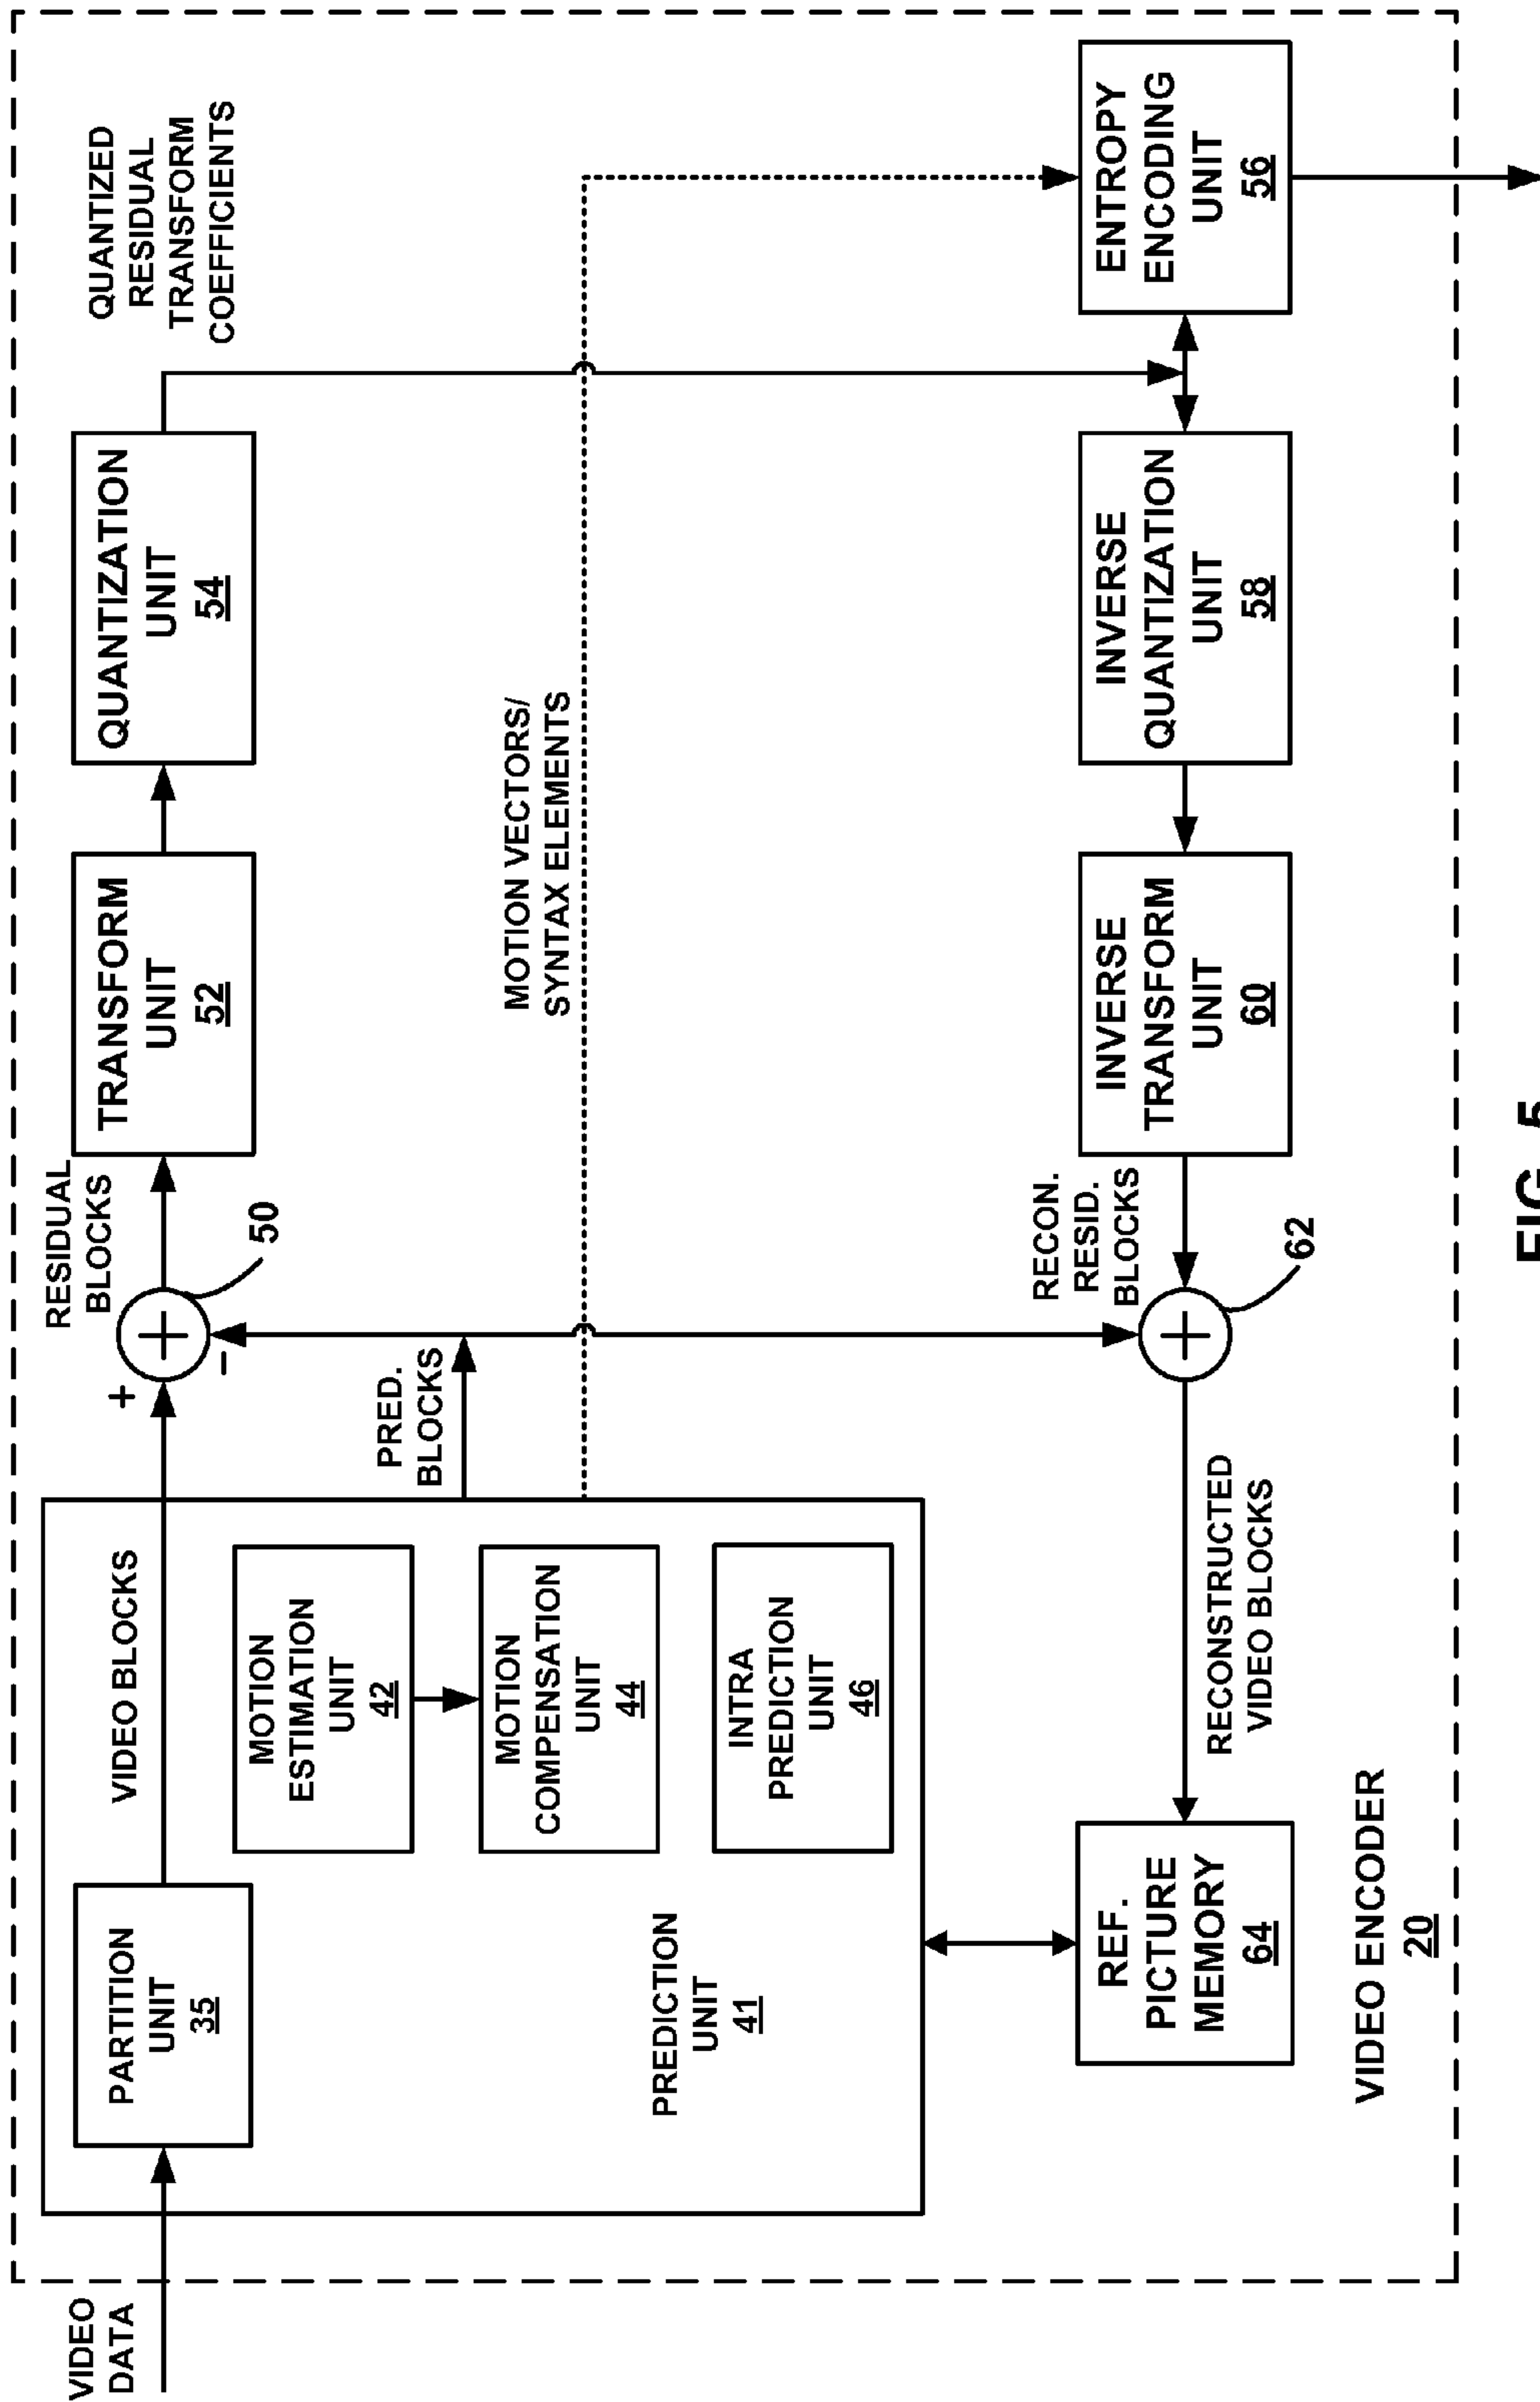 VIDEO
DATA
PARTITION
UNIT
35
VIDEO BLOCKS
MOTION
ESTIMATION
UNIT
42
MOTION
COMPENSATION
UNIT
44
INTRA
PREDICTION
UNIT
46
PREDICTION
UNIT
41
+
−
50
RESIDUAL
BLOCKS
TRANSFORM
UNIT
52
QUANTIZATION
UNIT
54
QUANTIZED
RESIDUAL
TRANSFORM
COEFFICIENTS
PRED.
BLOCKS
MOTION VECTORS/
SYNTAX ELEMENTS
REF.
PICTURE
MEMORY
64
RECONSTRUCTED
VIDEO BLOCKS
62
RECON.
RESID.
BLOCKS
INVERSE
TRANSFORM
UNIT
60
INVERSE
QUANTIZATION
UNIT
58
ENTROPY
ENCODING
UNIT
56
VIDEO ENCODER
20
FIG. 5